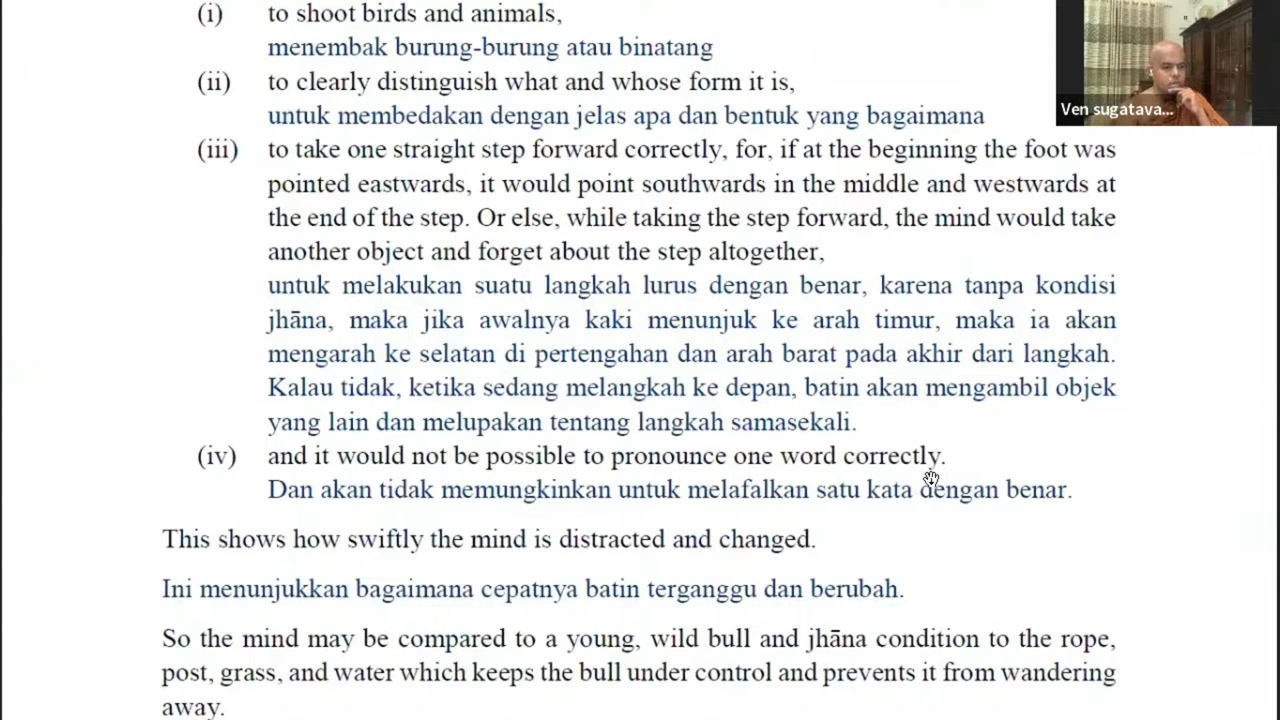 (i) to shoot birds and animals,
menembak burung-burung atau binatang
(ii) to clearly distinguish what and whose form it is,
untuk membedakan dengan jelas apa dan bentuk yang bagaimana
(iii) to take one straight step forward correctly, for, if at the beginning the foot was
pointed eastwards, it would point southwards in the middle and westwards at
the end of the step. Or else, while taking the step forward, the mind would take
another object and forget about the step altogether,
untuk melakukan suatu langkah lurus dengan benar, karena tanpa kondisi
jhāna, maka jika awalnya kaki menunjuk ke arah timur, maka ia akan
mengarah ke selatan di pertengahan dan arah barat pada akhir dari langkah.
Kalau tidak, ketika sedang melangkah ke depan, batin akan mengambil objek
yang lain dan melupakan tentang langkah samasekali.
(iv) and it would not be possible to pronounce one word correctly.
Dan akan tidak memungkinkan untuk melafalkan satu kata dengan benar.
This shows how swiftly the mind is distracted and changed.
Ini menunjukkan bagaimana cepatnya batin terganggu dan berubah.
So the mind may be compared to a young, wild bull and jhāna condition to the rope,
post, grass, and water which keeps the bull under control and prevents it from wandering
away.
Ven sugatava...